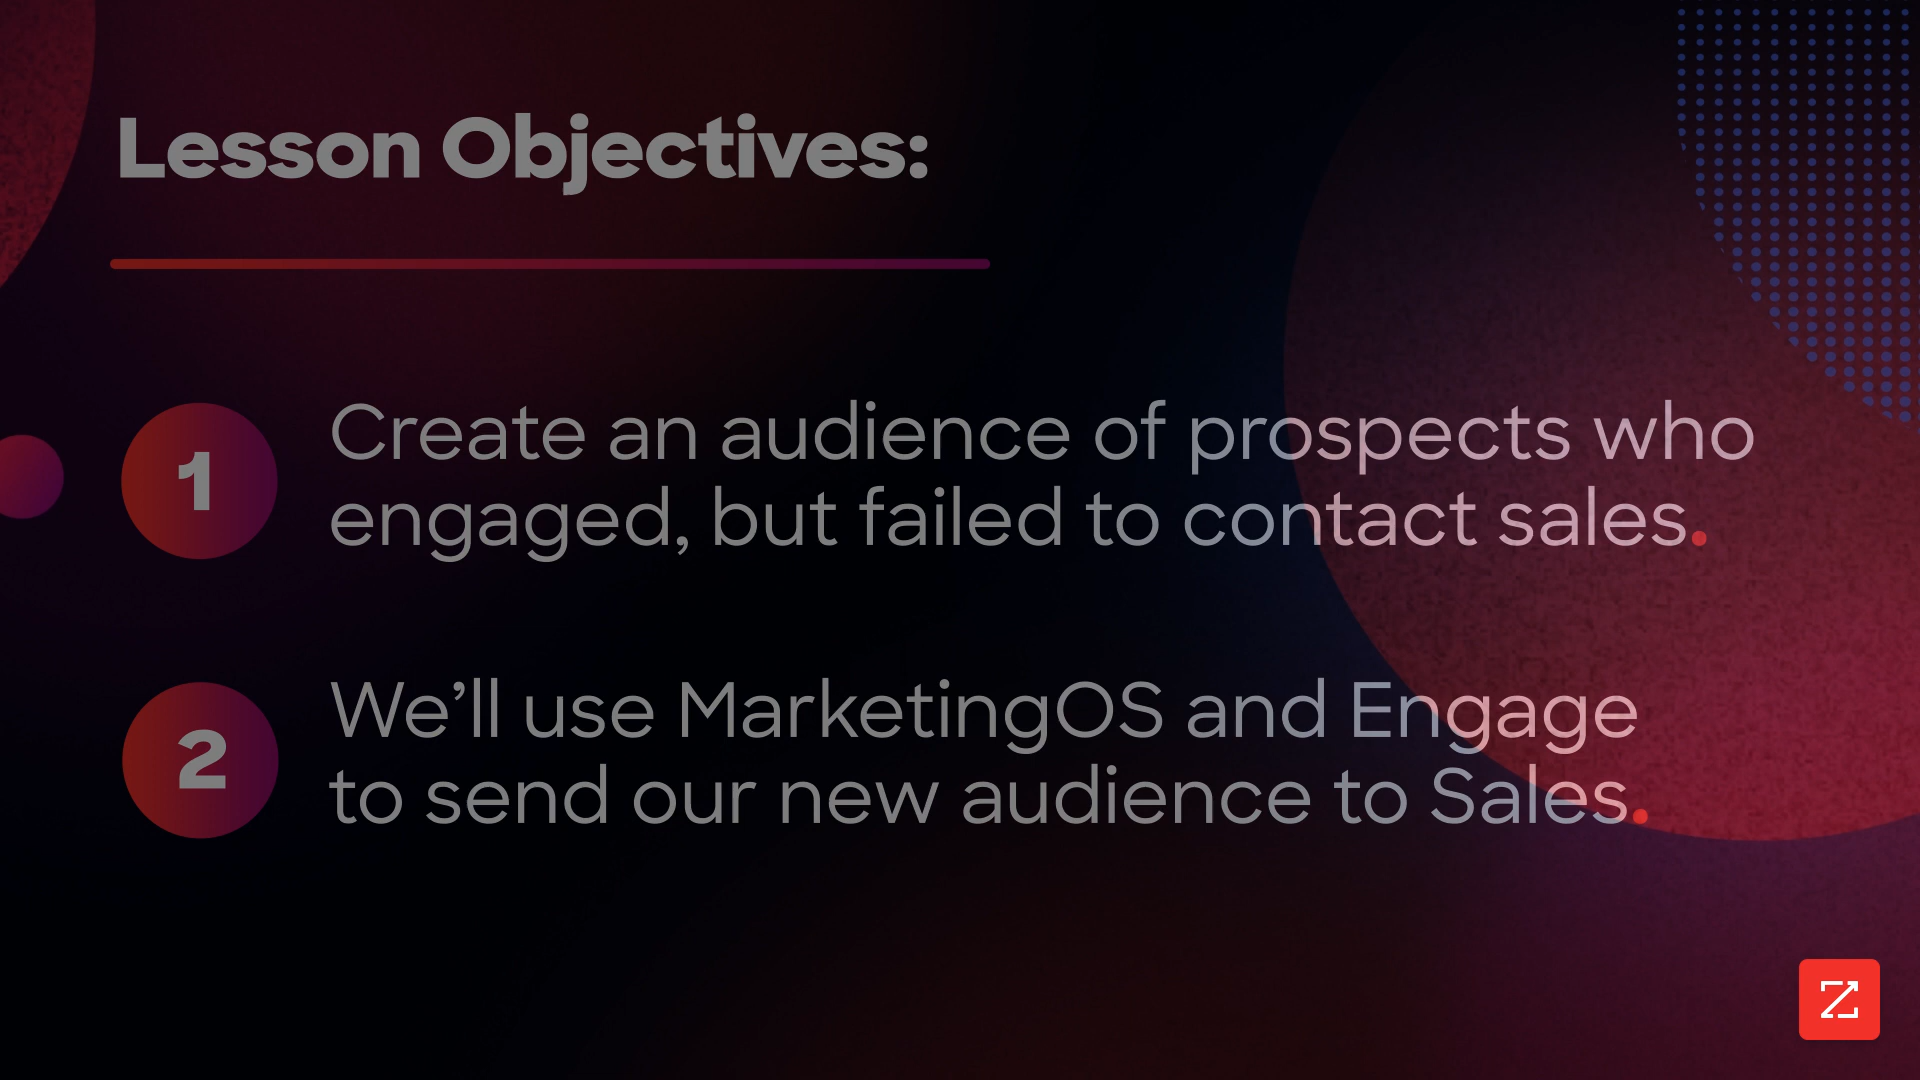 Lesson Objectives:
1
Create an audience of prospects who
engaged, but failed to contact sales.
2
We’ll use MarketingOS and Engage
to send our new audience to Sales.
Z